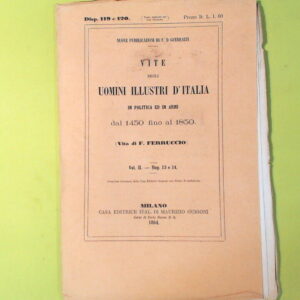 Disp. 119 e 120.
Prezzo It. L. 1. 60
NUOVE PUBBLICAZIONI DI F. D. GUERRAZZI
VITE
DEGLI
UOMINI ILLUSTRI D'ITALIA
IN POLITICA ED IN ARMI
dal 1450 fino al 1850.
(Vita di F. FERRUCCIO)
Vol. II. — Disp. 13 e 14.
MILANO
CASA EDITRICE ITAL. DI MAURIZIO GUIGONI
1864.